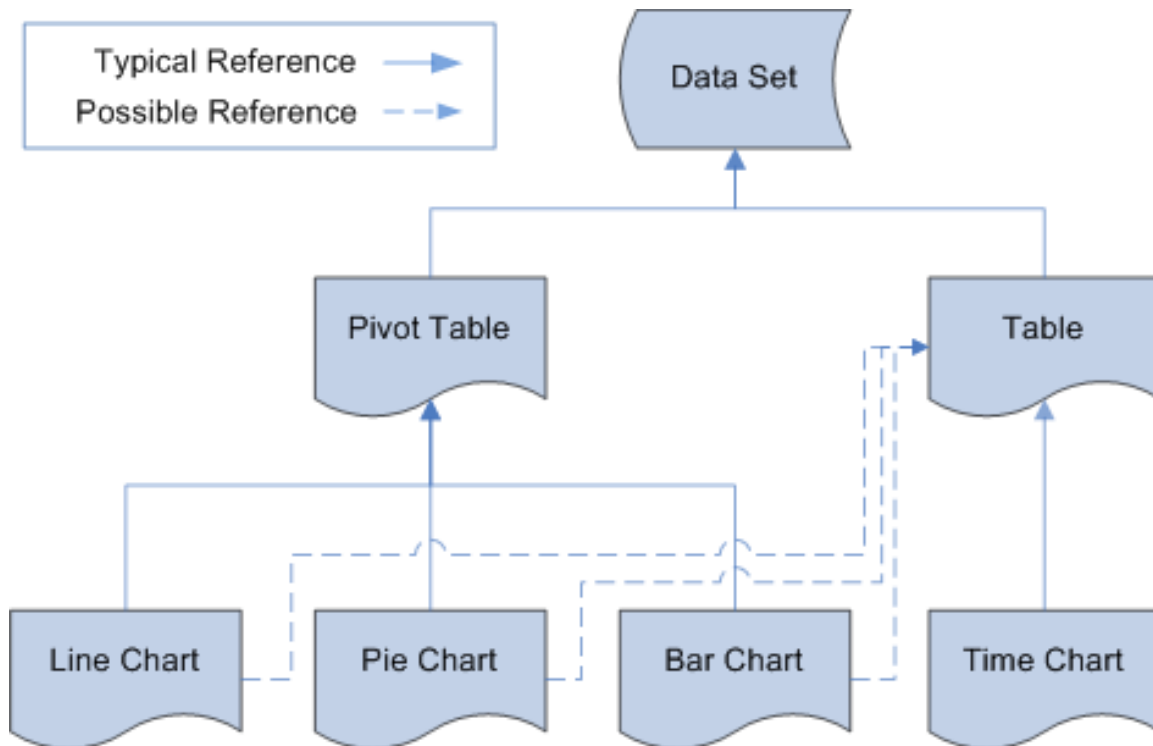 Typical Reference
Possible Reference
Data Set
Pivot Table
Table
Line Chart
Pie Chart
Bar Chart
Time Chart